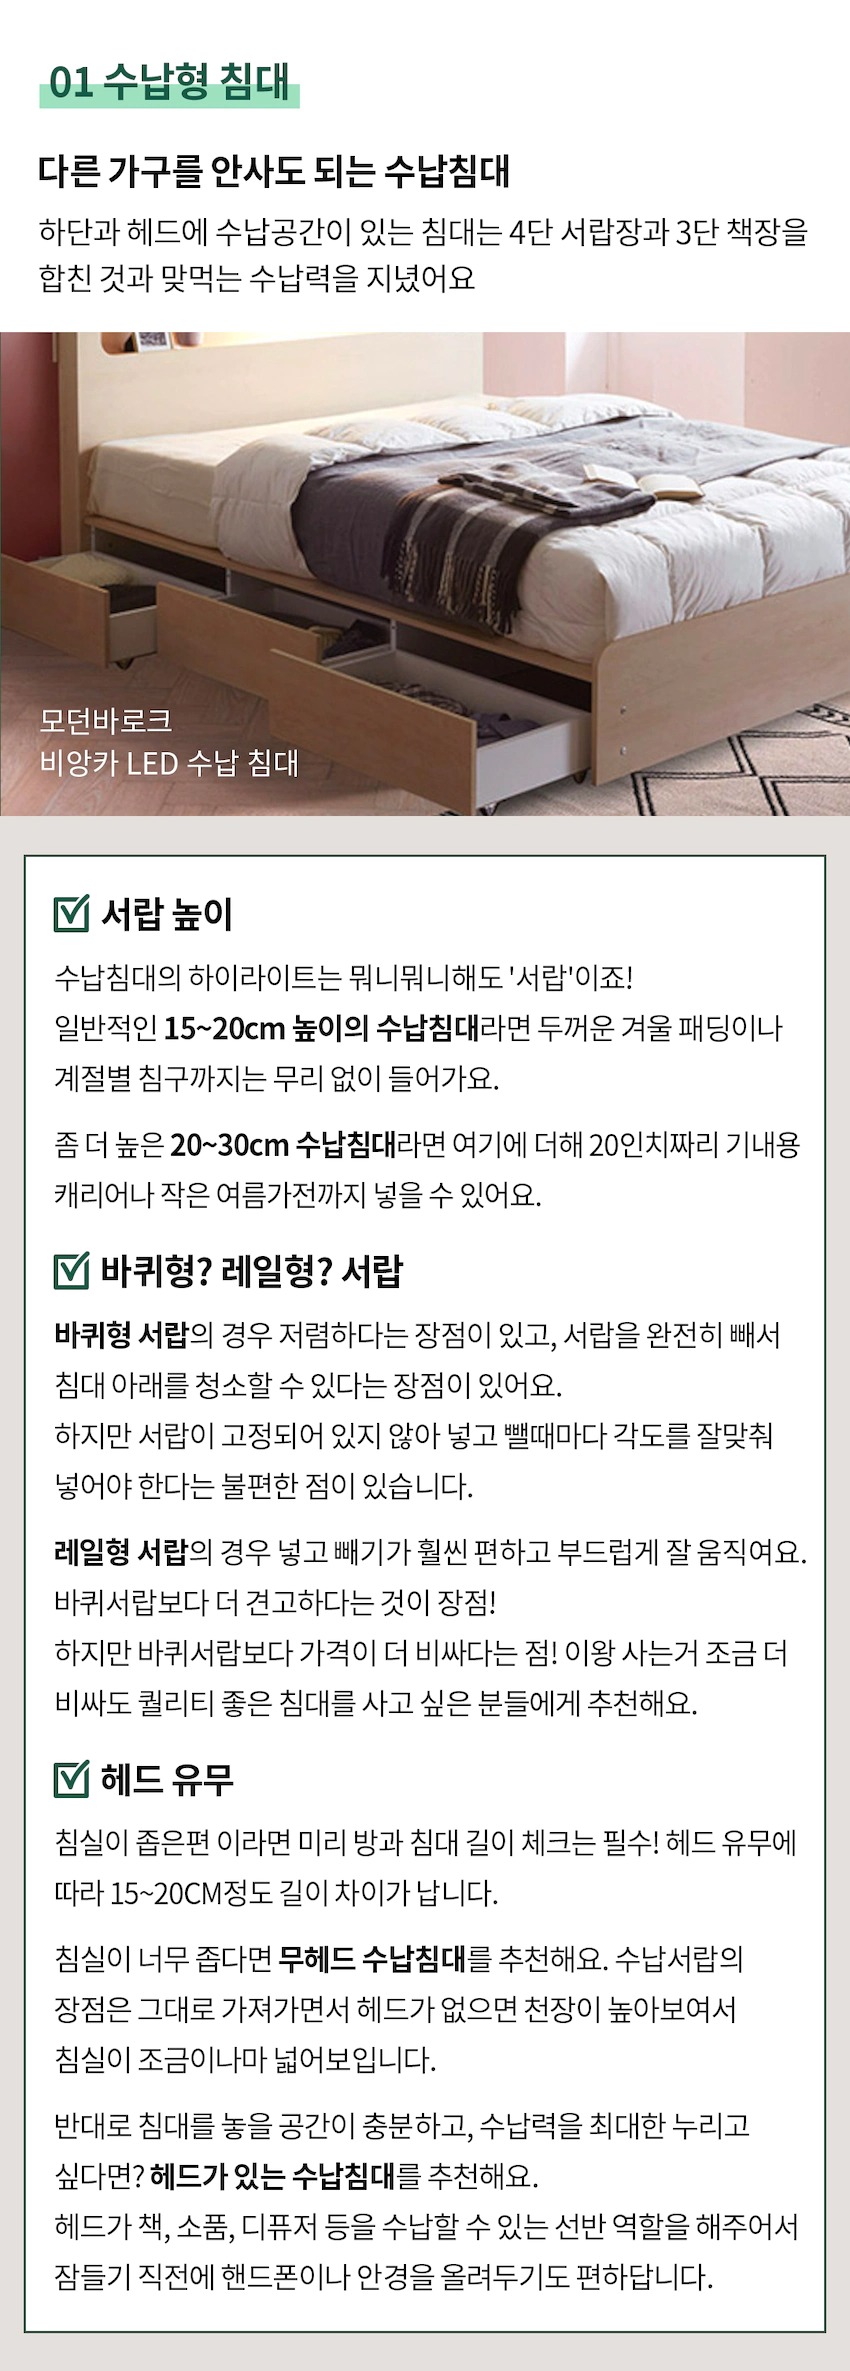 01 수납형 침대
다른 가구를 안사도 되는 수납침대
하단과 헤드에 수납공간이 있는 침대는 4단 서랍장과 3단 책장을
합친 것과 맞먹는 수납력을 지녔어요
모던바로크
비앙카 LED 수납 침대
서랍 높이
수납침대의 하이라이트는 뭐니뭐니해도 '서랍'이죠!
일반적인 15~20cm 높이의 수납침대라면 두꺼운 겨울 패딩이나
계절별 침구까지는 무리 없이 들어가요.
좀 더 높은 20~30cm 수납침대라면 여기에 더해 20인치짜리 기내용
캐리어나 작은 여름가전까지 넣을 수 있어요.
바퀴형? 레일형? 서랍
바퀴형 서랍의 경우 저렴하다는 장점이 있고, 서랍을 완전히 빼서
침대 아래를 청소할 수 있다는 장점이 있어요.
하지만 서랍이 고정되어 있지 않아 넣고 뺄때마다 각도를 잘맞춰
넣어야 한다는 불편한 점이 있습니다.
레일형 서랍의 경우 넣고 빼기가 훨씬 편하고 부드럽게 잘 움직여요.
바퀴서랍보다 더 견고하다는 것이 장점!
하지만 바퀴서랍보다 가격이 더 비싸다는 점! 이왕 사는거 조금 더
비싸도 퀄리티 좋은 침대를 사고 싶은 분들에게 추천해요.
헤드 유무
침실이 좁은편 이라면 미리 방과 침대 길이 체크는 필수! 헤드 유무에
따라 15~20CM정도 길이 차이가 납니다.
침실이 너무 좁다면 무헤드 수납침대를 추천해요. 수납서랍의
장점은 그대로 가져가면서 헤드가 없으면 천장이 높아보여서
침실이 조금이나마 넓어보입니다.
반대로 침대를 놓을 공간이 충분하고, 수납력을 최대한 누리고
싶다면? 헤드가 있는 수납침대를 추천해요.
헤드가 책, 소품, 디퓨저 등을 수납할 수 있는 선반 역할을 해주어서
잠들기 직전에 핸드폰이나 안경을 올려두기도 편하답니다.